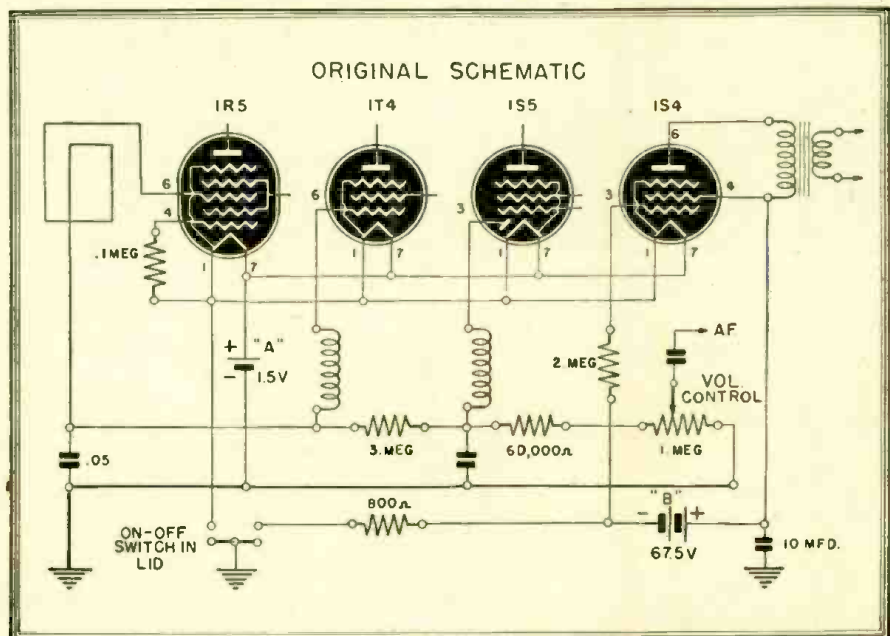 ORIGINAL SCHEMATIC
1R5
1T4
1S5
1S4
6
6
3
6
3
4
4
.1 MEG
1
7
1
7
1
7
1
7
+ "A"
- 1.5V
2. MEG
AF
VOL.
CONTROL
3. MEG
60,000Ω
1. MEG
.05
800Ω
"B"
- +
67.5V
10 MFD.
ON-OFF
SWITCH IN
LID